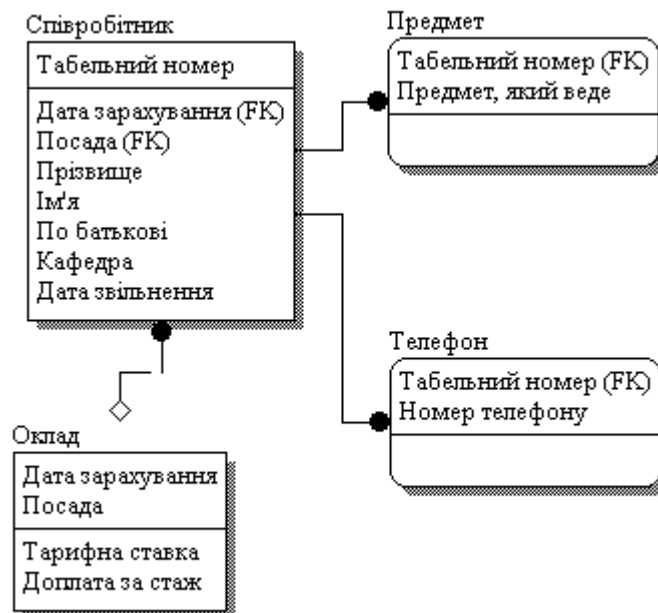 Співробітник
Табельний номер
Дата зарахування (FK)
Посада (FK)
Прізвище
Ім'я
По батькові
Кафедра
Дата звільнення
Предмет
Табельний номер (FK)
Предмет, який веде
Телефон
Табельний номер (FK)
Номер телефону
Оклад
Дата зарахування
Посада
Тарифна ставка
Доплата за стаж